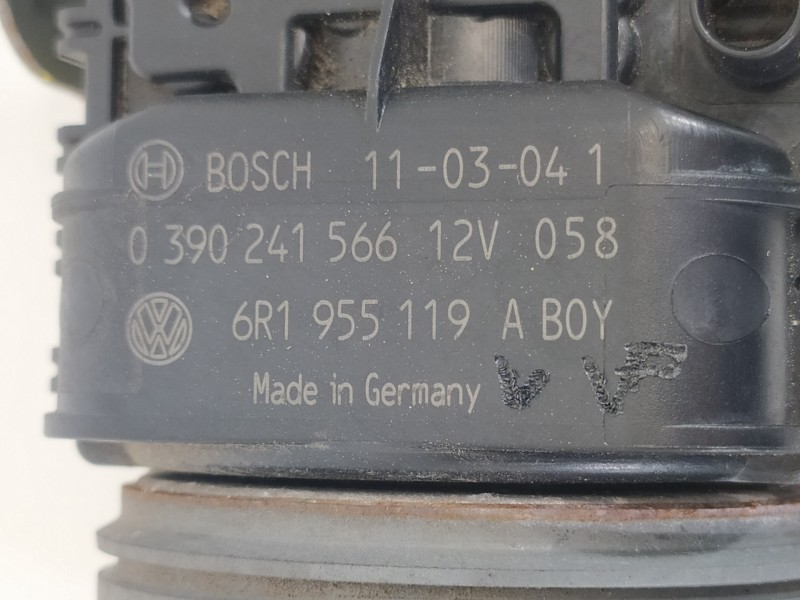 BOSCH 11-03-04 1
0 390 241 566 12V 058
6R1 955 119 A BOY
Made in Germany